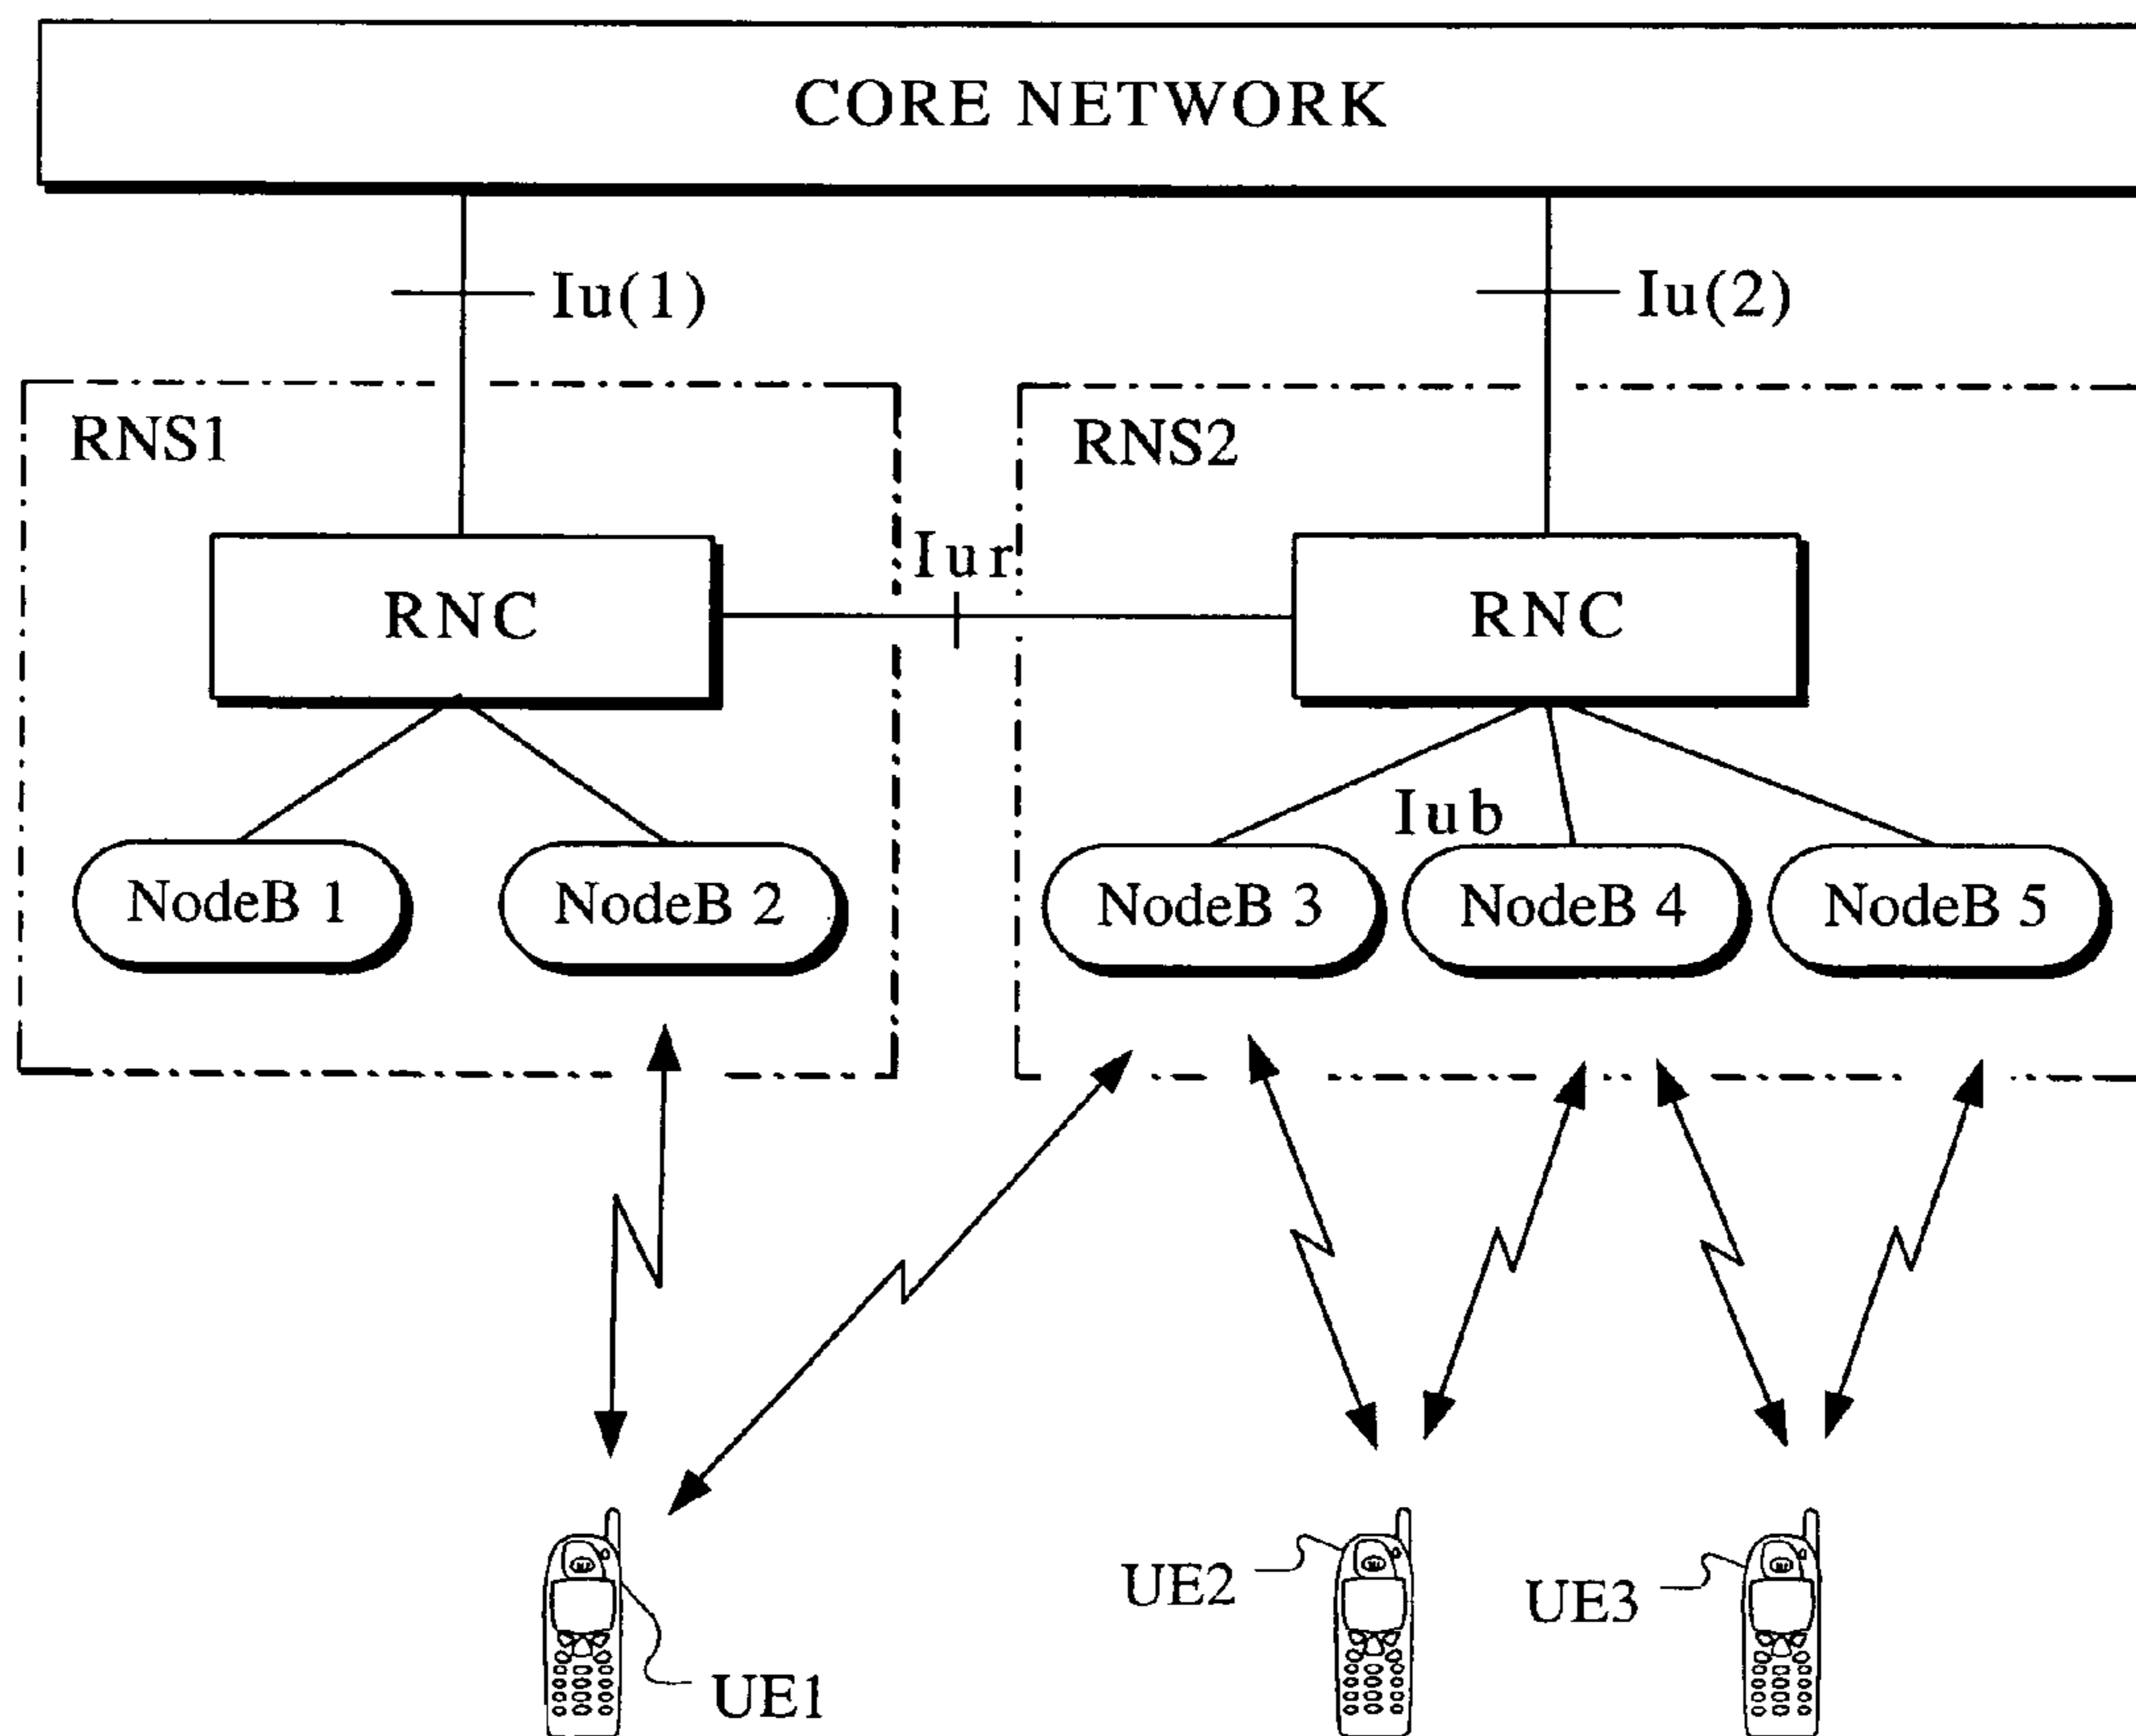 CORE NETWORK
Iu(1)
Iu(2)
RNS1
RNS2
Iur
RNC
RNC
Iub
NodeB 1
NodeB 2
NodeB 3
NodeB 4
NodeB 5
UE2
UE3
UE1